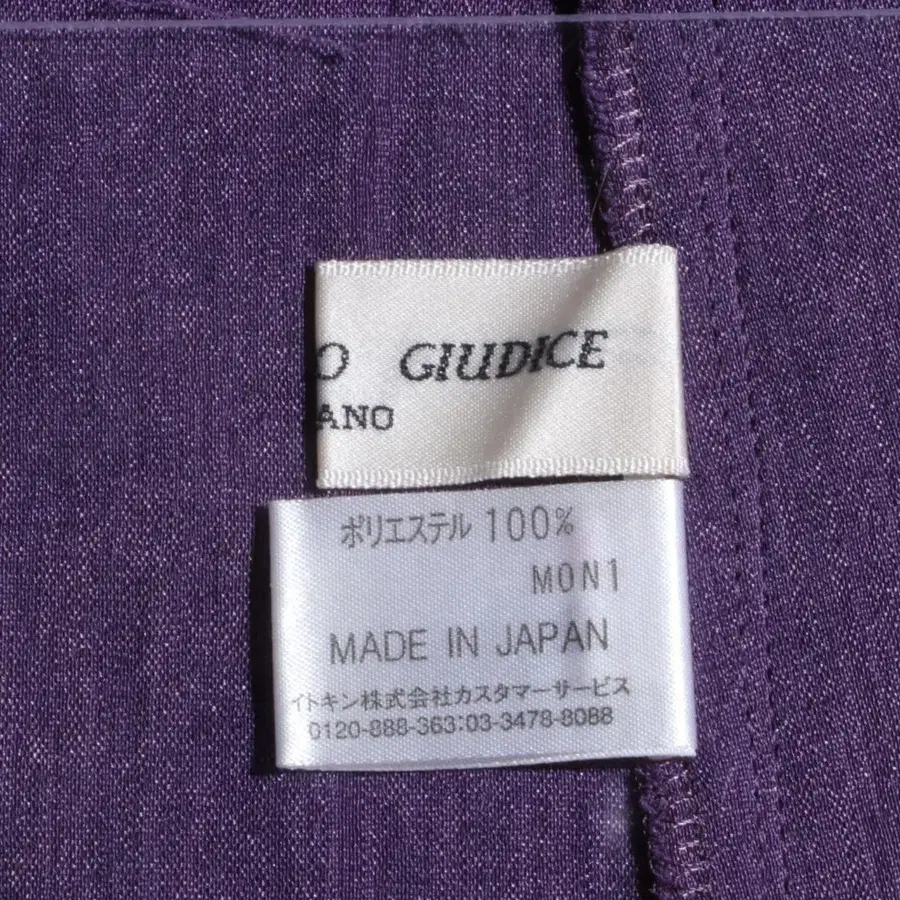 O GIUDICE
ANO
ポリエステル 100%
MON1
MADE IN JAPAN
イトキン株式会社カスタマーサービス
0120-888-363:03-3478-8088